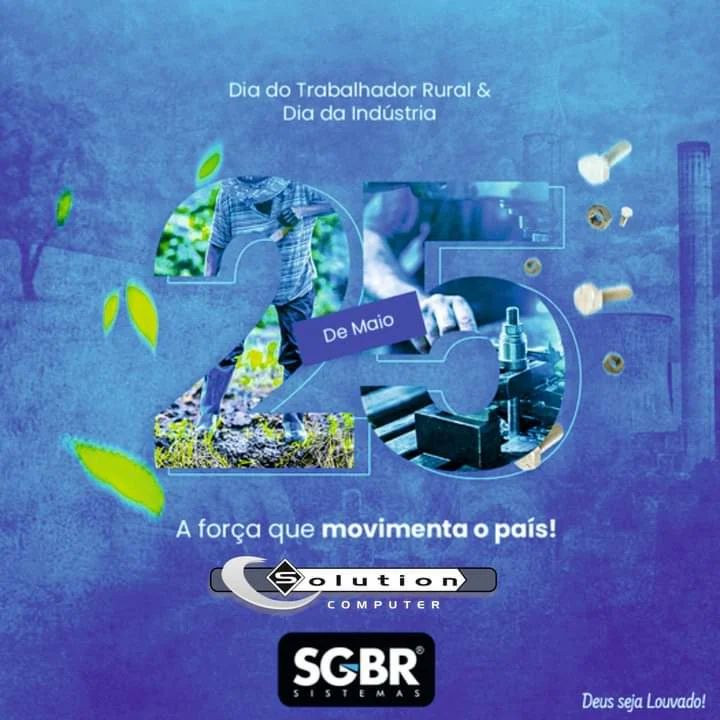 Dia do Trabalhador Rural &
Dia da Indústria
25
De Maio
A força que movimenta o país!
Solution
COMPUTER
SGBR®
SISTEMAS
Deus seja Louvado!